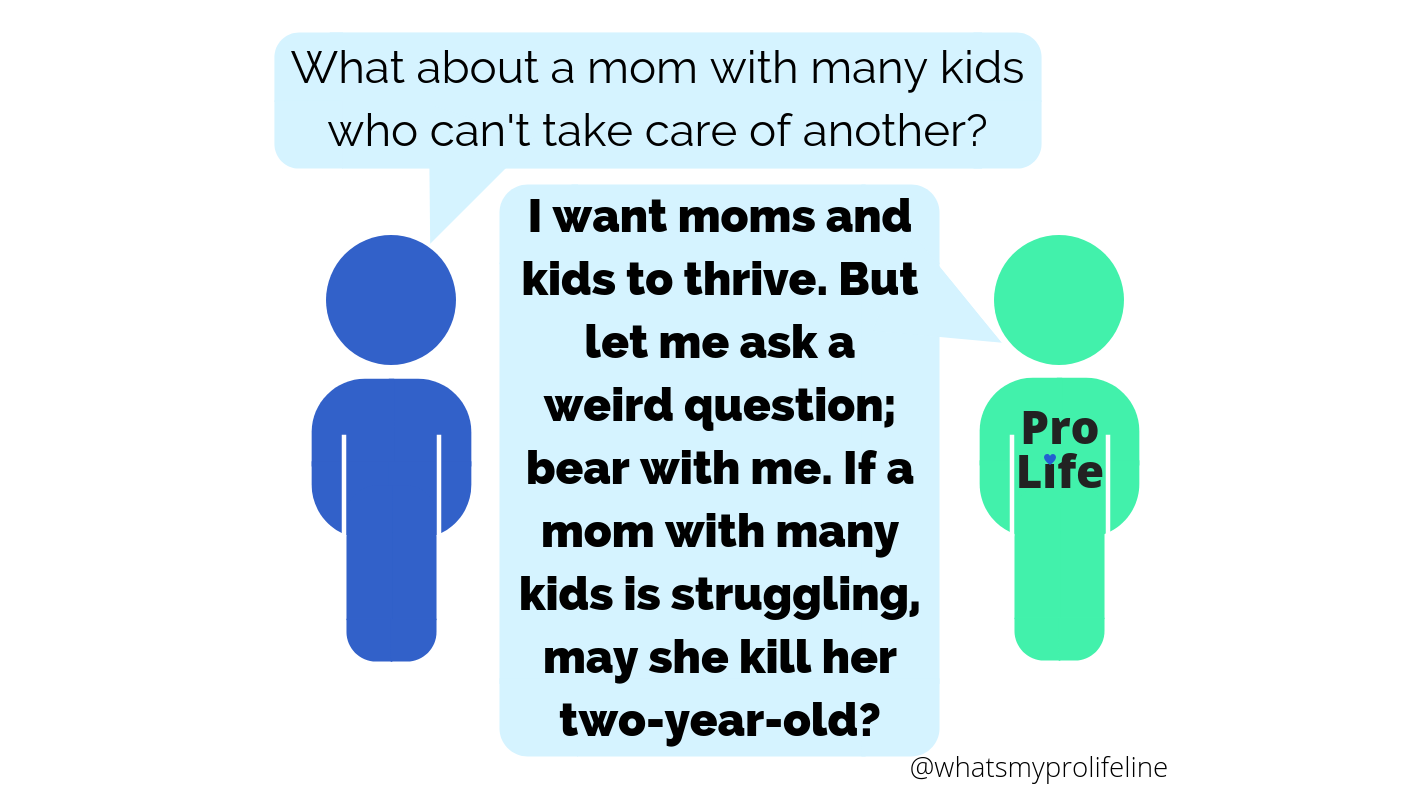 What about a mom with many kids
who can't take care of another?
I want moms and
kids to thrive. But
let me ask a
weird question;
bear with me. If a
mom with many
kids is struggling,
may she kill her
two-year-old?
Pro
Life
@whatsmyprolifeline